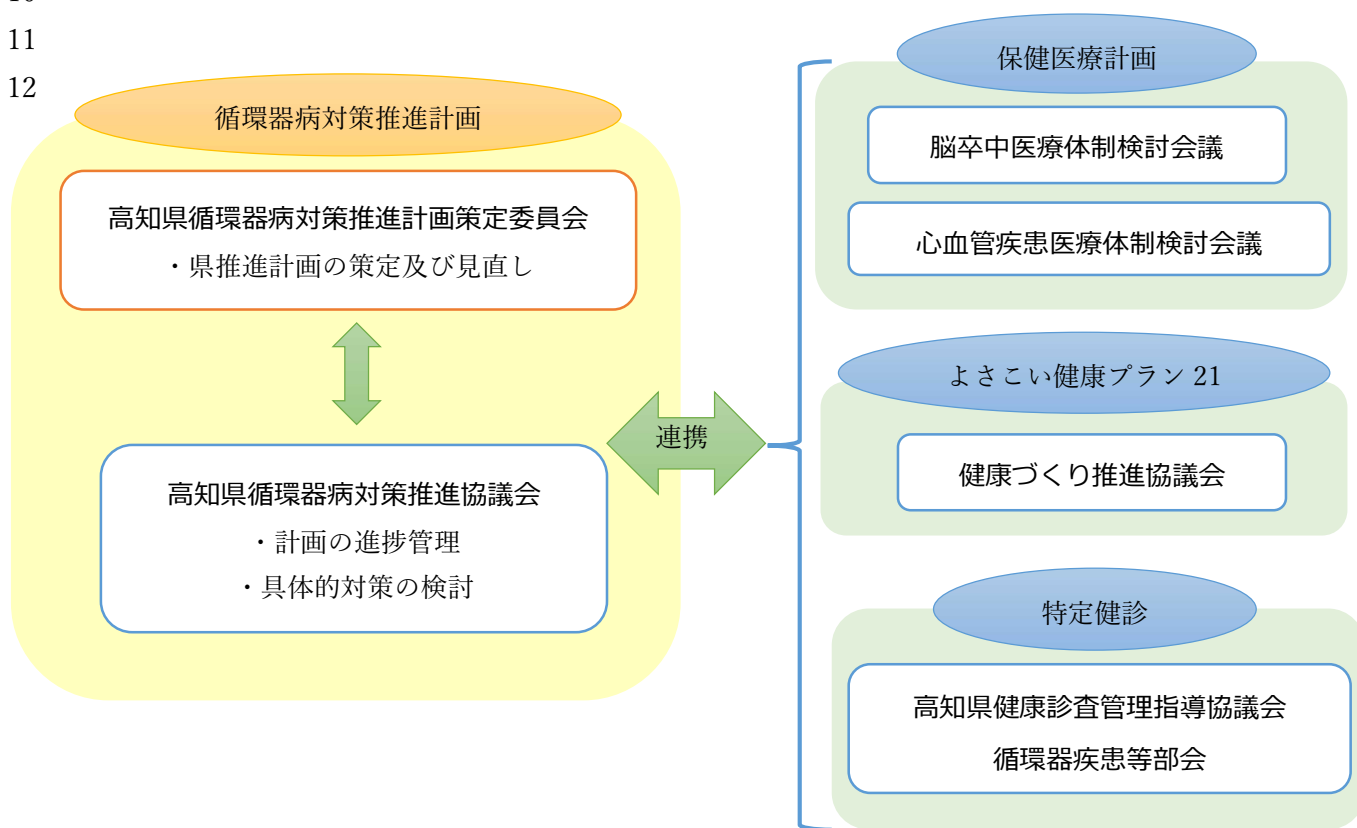 11
12
循環器病対策推進計画
高知県循環器病対策推進計画策定委員会
・県推進計画の策定及び見直し
高知県循環器病対策推進協議会
・計画の進捗管理
・具体的対策の検討
連携
保健医療計画
脳卒中医療体制検討会議
心血管疾患医療体制検討会議
よさこい健康プラン 21
健康づくり推進協議会
特定健診
高知県健康診査管理指導協議会
循環器疾患等部会